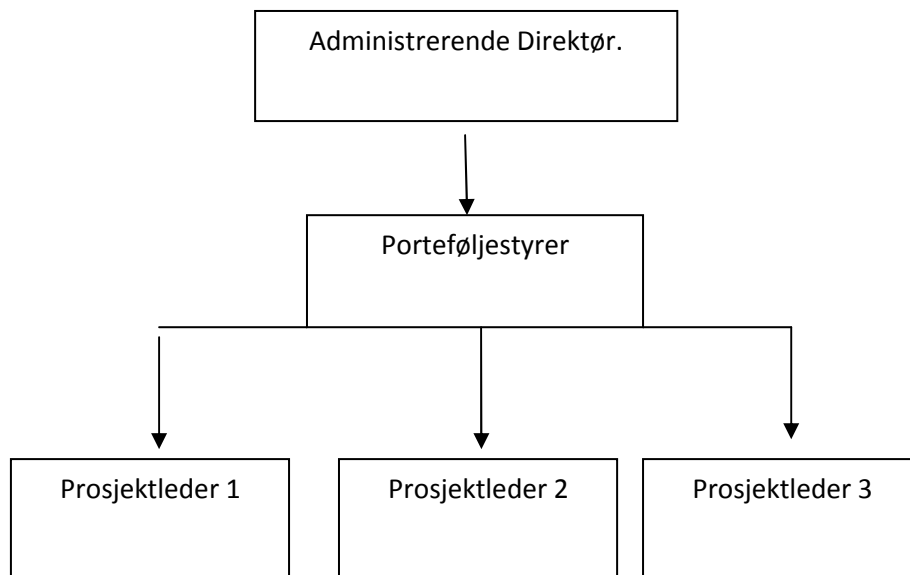 Administrerende Direktør.
Porteføljestyrer
Prosjektleder 1
Prosjektleder 2
Prosjektleder 3